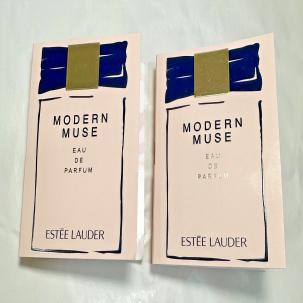 MODERN
MUSE
EAU
DE
PARFUM
ESTĒE LAUDER
MODERN
MUSE
EAU
DE
PARFUM
ESTĒE LAUDER